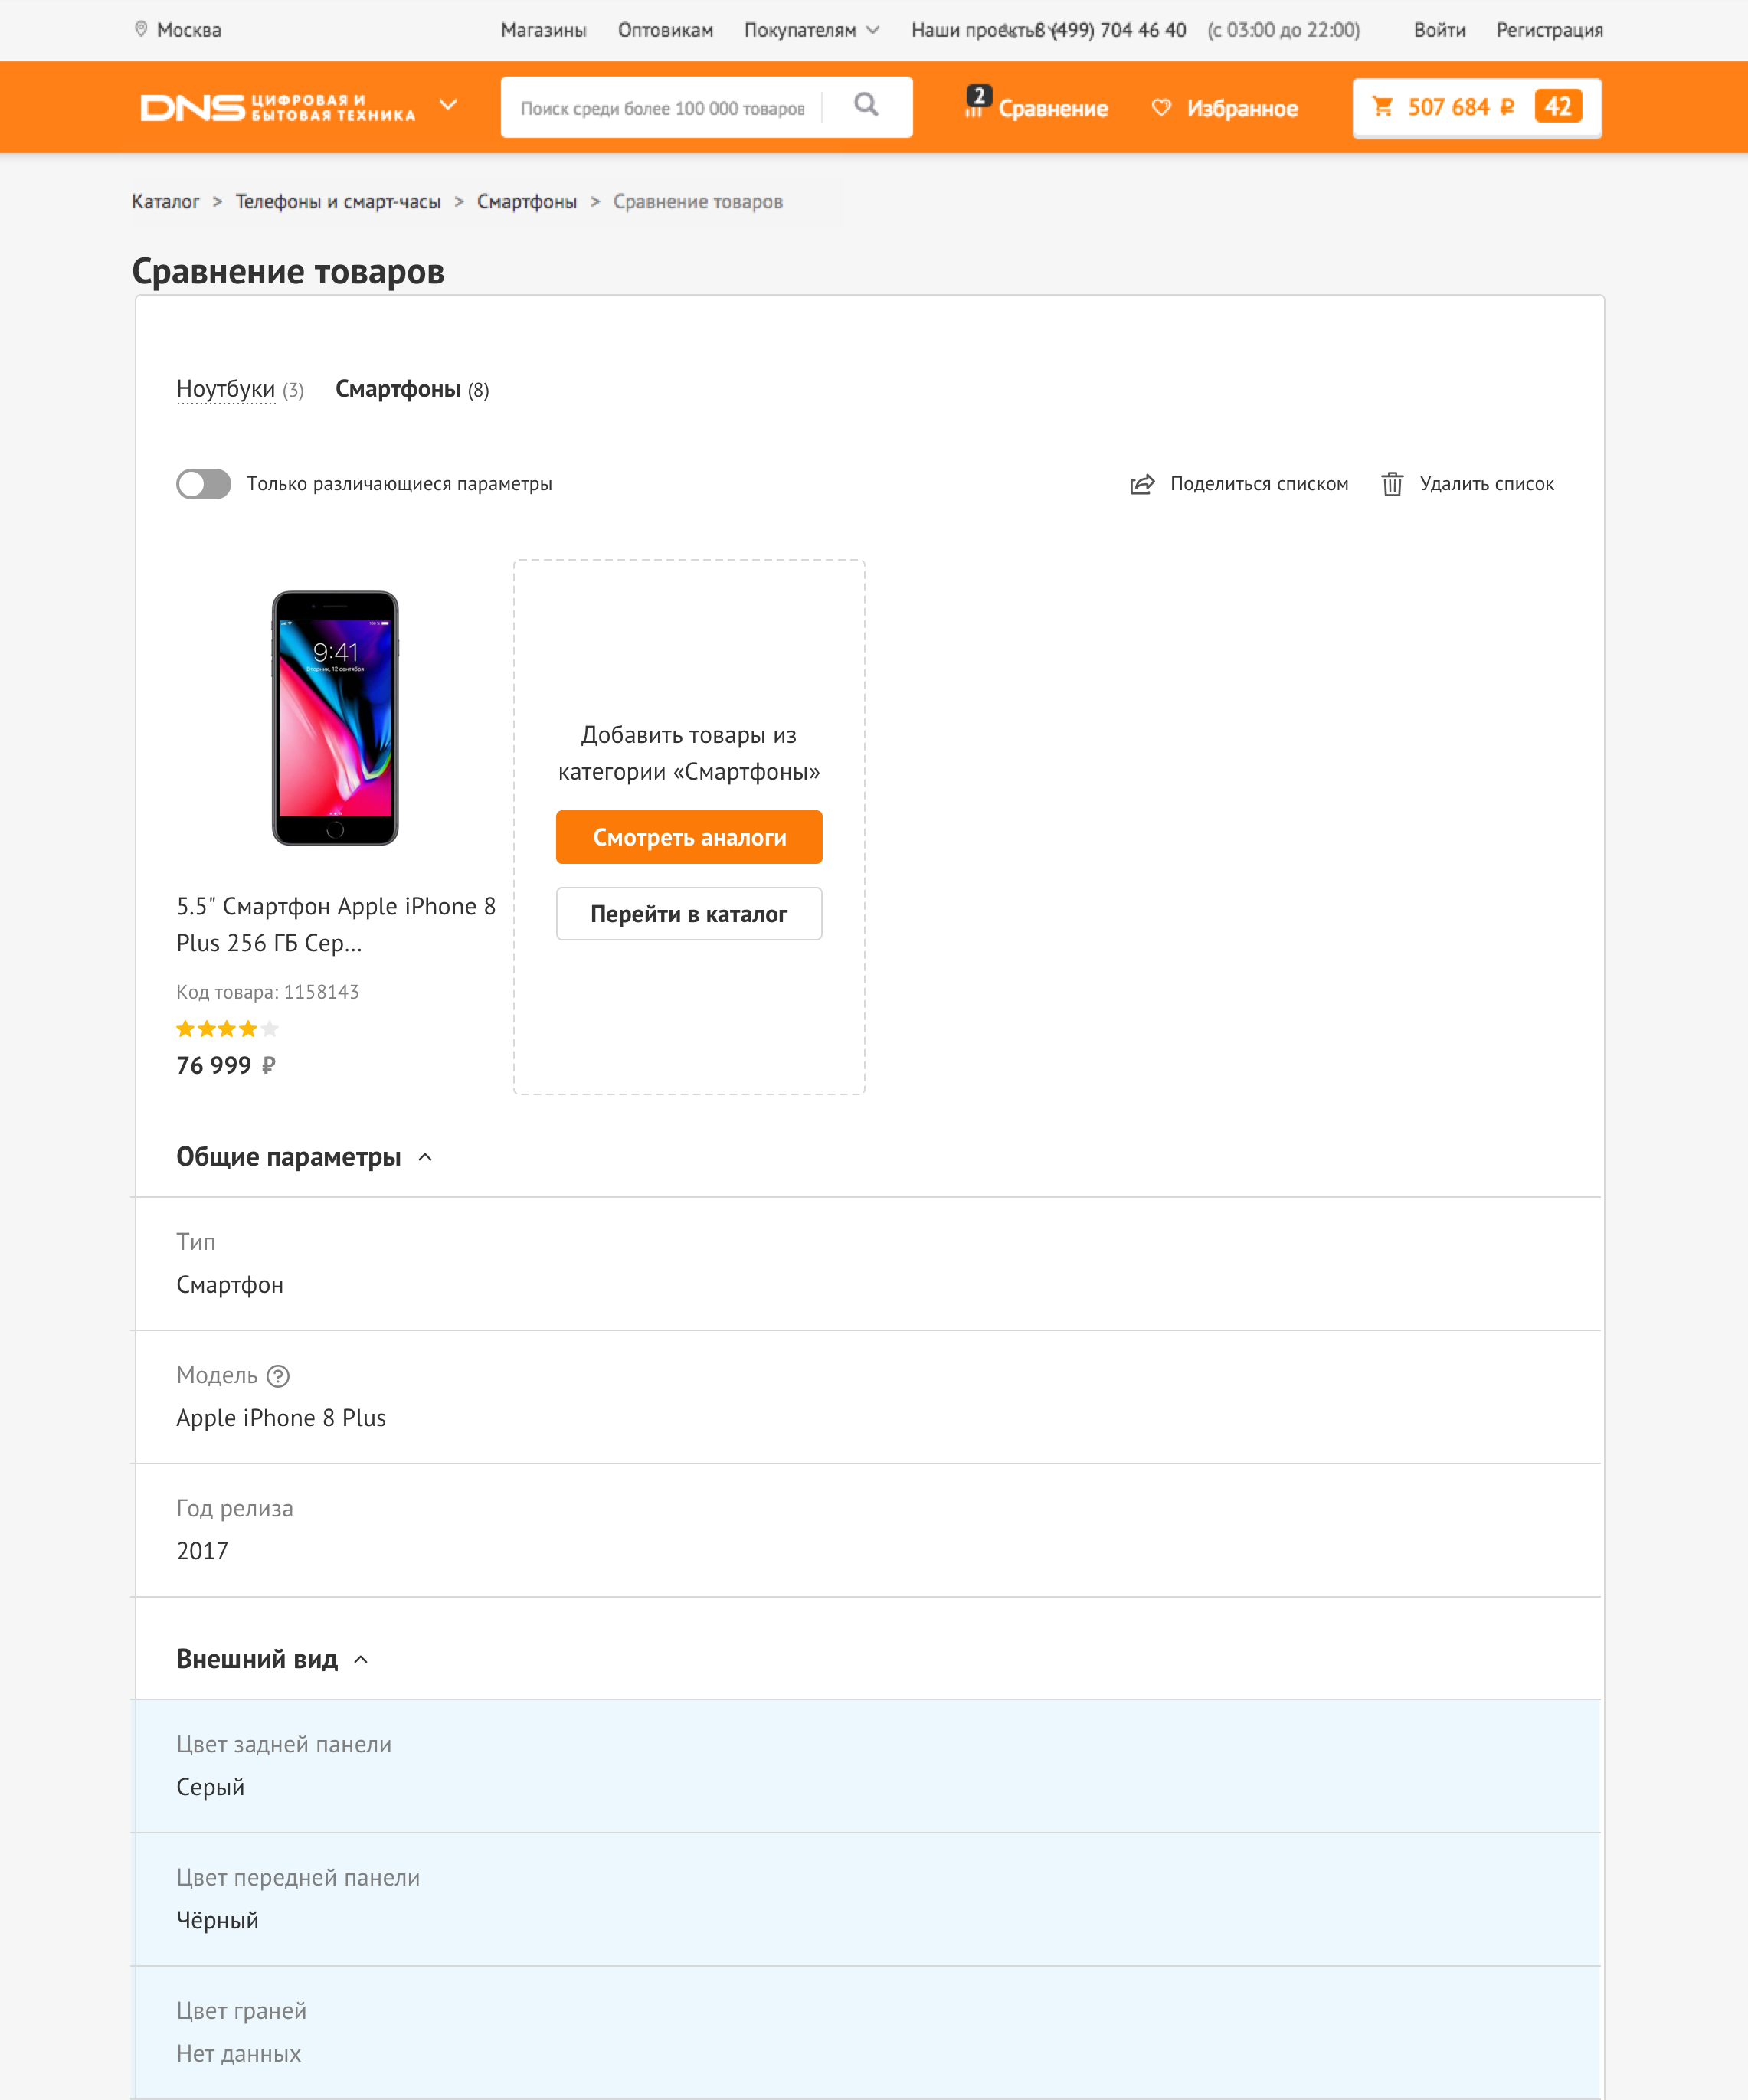 Москва
Магазины Оптовикам Покупателям Наши проекты 8 (499) 704 46 40 (с 03:00 до 22:00) Войти Регистрация
DNS ЦИФРОВАЯ И
БЫТОВАЯ ТЕХНИКА
Поиск среди более 100 000 товаров
2
Сравнение Избранное 507 684 ₽ 42
Каталог > Телефоны и смарт-часы > Смартфоны > Сравнение товаров
Сравнение товаров
Ноутбуки (3) Смартфоны (8)
Только различающиеся параметры
Поделиться списком Удалить список
9:41
Вторник, 12 сентября
5.5" Смартфон Apple iPhone 8
Plus 256 ГБ Сер...
Код товара: 1158143
76 999 ₽
Добавить товары из
категории «Смартфоны»
Смотреть аналоги
Перейти в каталог
Общие параметры
Тип
Смартфон
Модель ?
Apple iPhone 8 Plus
Год релиза
2017
Внешний вид
Цвет задней панели
Серый
Цвет передней панели
Чёрный
Цвет граней
Нет данных